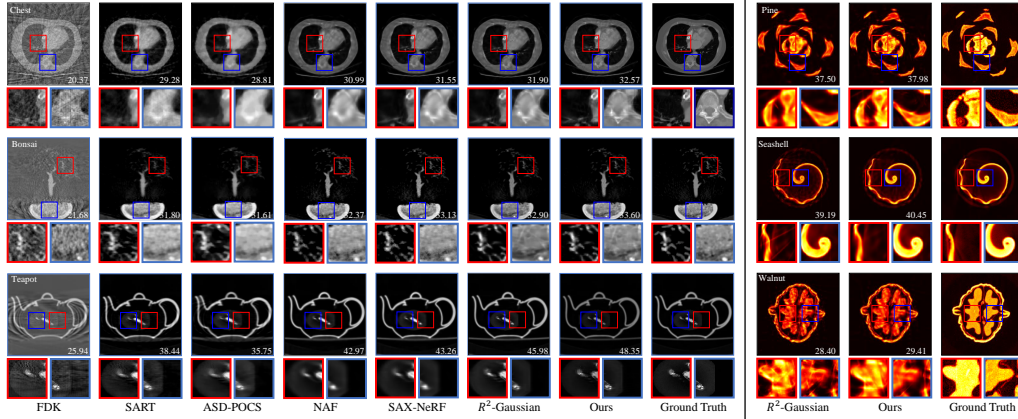 Chest
20.37 29.28 28.81 30.99 31.55 31.90 32.57
Bonsai
21.68 31.80 31.61 32.37 33.13 32.90 33.60
Teapot
25.94 38.44 35.75 42.97 43.26 45.98 48.35
FDK SART ASD-POCS NAF SAX-NeRF R²-Gaussian Ours Ground Truth
Pine
37.50 37.98
Seashell
39.19 40.45
Walnut
28.40 29.41
R²-Gaussian Ours Ground Truth